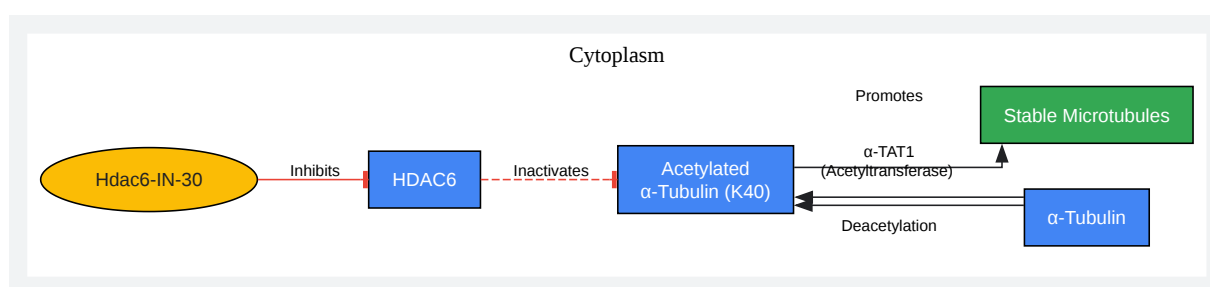 Cytoplasm
Hdac6-IN-30
Inhibits
HDAC6
Inactivates
Acetylated
α-Tubulin (K40)
Promotes
α-TAT1
(Acetyltransferase)
Deacetylation
Stable Microtubules
α-Tubulin